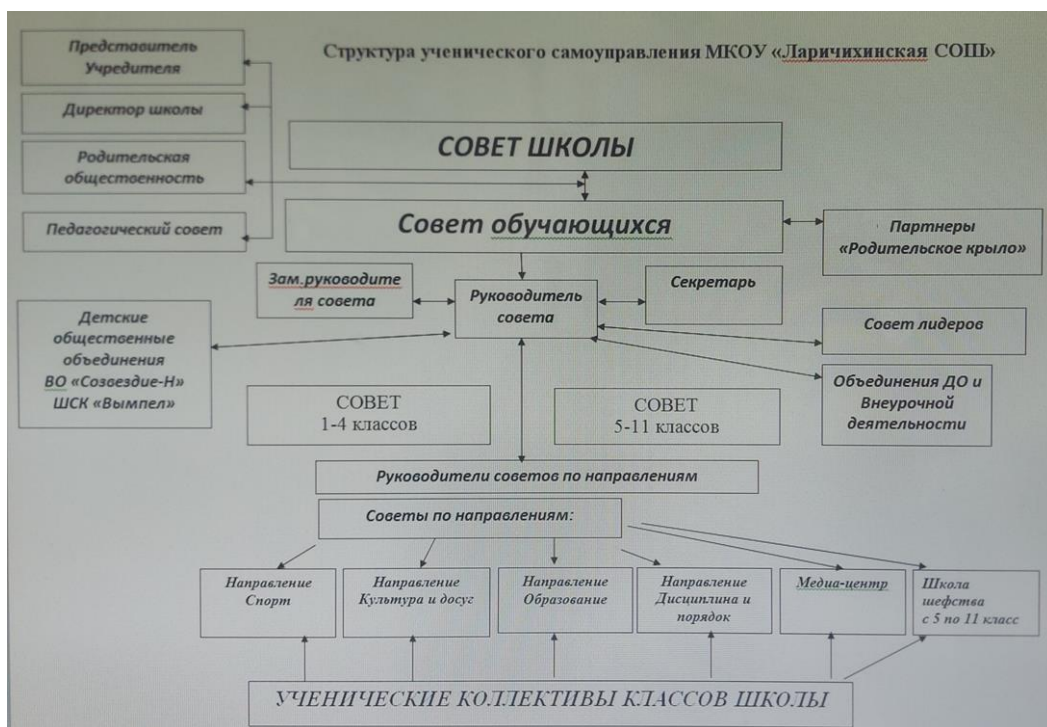 Структура ученического самоуправления МКОУ «Ларичихинская СОШ»
Представитель
Учредителя
Директор школы
Родительская
общественность
Педагогический совет
СОВЕТ ШКОЛЫ
Совет обучающихся
Партнеры
«Родительское крыло»
Зам.руководите
ля совета
Руководитель
совета
Секретарь
Совет лидеров
Детские
общественные
объединения
ВО «Созвездие-Н»
ШСК «Вымпел»
Объединения ДО и
Внеурочной
деятельности
СОВЕТ
1-4 классов
СОВЕТ
5-11 классов
Руководители советов по направлениям
Советы по направлениям:
Направление
Спорт
Направление
Культура и досуг
Направление
Образование
Направление
Дисциплина и
порядок
Медиа-центр
Школа
шефства
с 5 по 11 класс
УЧЕНИЧЕСКИЕ КОЛЛЕКТИВЫ КЛАССОВ ШКОЛЫ